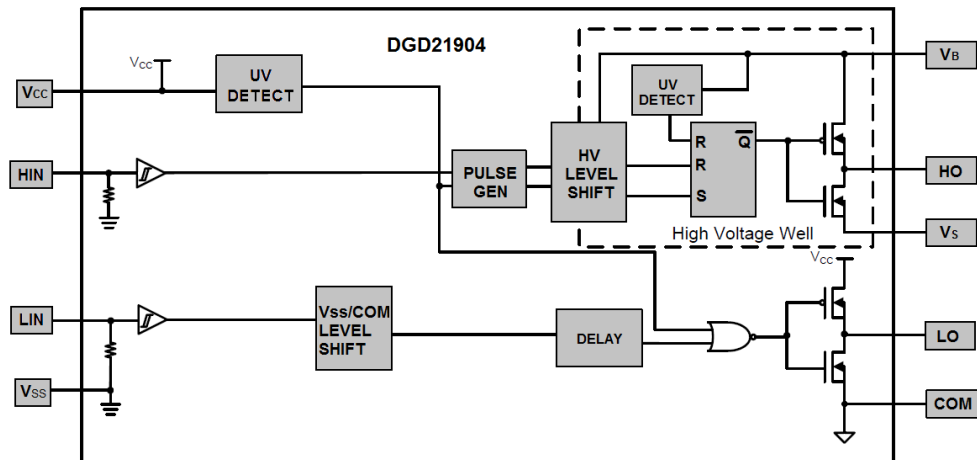 DGD21904
VCC
VCC
UV
DETECT
VB
UV
DETECT
HIN
PULSE
GEN
HV
LEVEL
SHIFT
R
R
S
Q
HO
High Voltage Well
VS
VCC
LIN
VSS/COM
LEVEL
SHIFT
DELAY
LO
VSS
COM